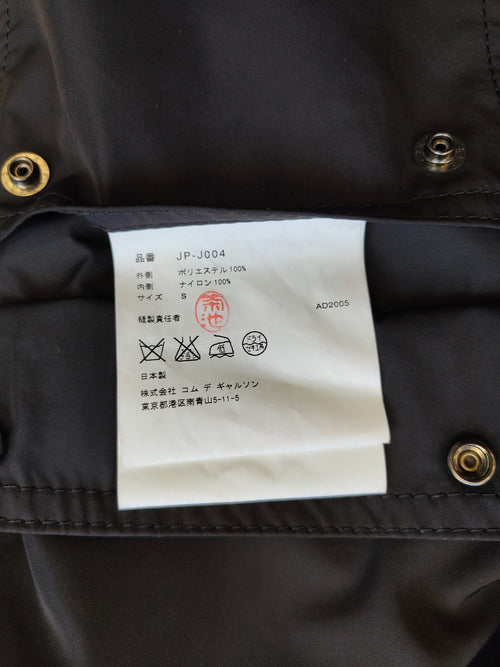 品番 JP-J004
外側 ポリエステル100%
内側 ナイロン100%
サイズ S
縫製責任者
菊池
AD2005
日本製
株式会社 コム デ ギャルソン
東京都港区南青山5-11-5